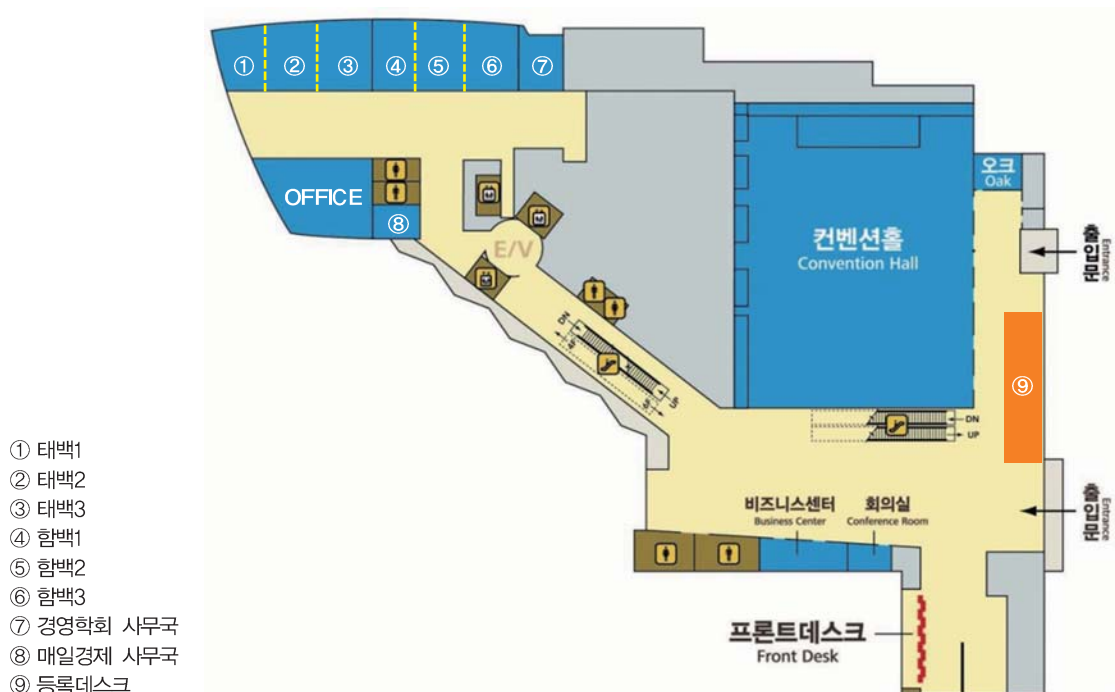 ① ② ③ ④ ⑤ ⑥ ⑦
OFFICE
⑧
E/V
오크
Oak
컨벤션홀
Convention Hall
출입문
Entrance
⑨
DN
4F
4F
UP
DN
UP
출입문
Entrance
비즈니스센터
Business Center
회의실
Conference Room
프론트데스크
Front Desk
① 태백1
② 태백2
③ 태백3
④ 함백1
⑤ 함백2
⑥ 함백3
⑦ 경영학회 사무국
⑧ 매일경제 사무국
⑨ 등록데스크